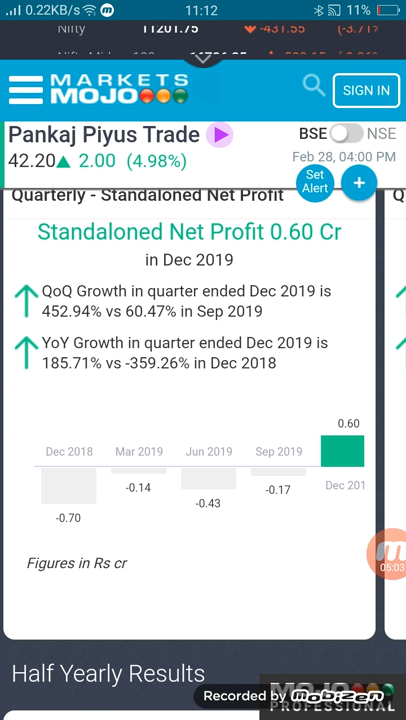 0.22KB/s
11:12
11%
Nifty 11201.75 -431.55 (-3.71%
MARKETS
MOJO
SIGN IN
Pankaj Piyus Trade
BSE NSE
42.20 2.00 (4.98%)
Feb 28, 04:00 PM
Set
Alert
+
Quarterly - Standaloned Net Profit
Q
Standaloned Net Profit 0.60 Cr
in Dec 2019
QoQ Growth in quarter ended Dec 2019 is
452.94% vs 60.47% in Sep 2019
YoY Growth in quarter ended Dec 2019 is
185.71% vs -359.26% in Dec 2018
0.60
Dec 2018 Mar 2019 Jun 2019 Sep 2019
Dec 201
-0.14 -0.17
-0.43
-0.70
Figures in Rs cr
M
05:03
Half Yearly Results
Recorded by Mobizen
MOJO
PROFESSIONAL